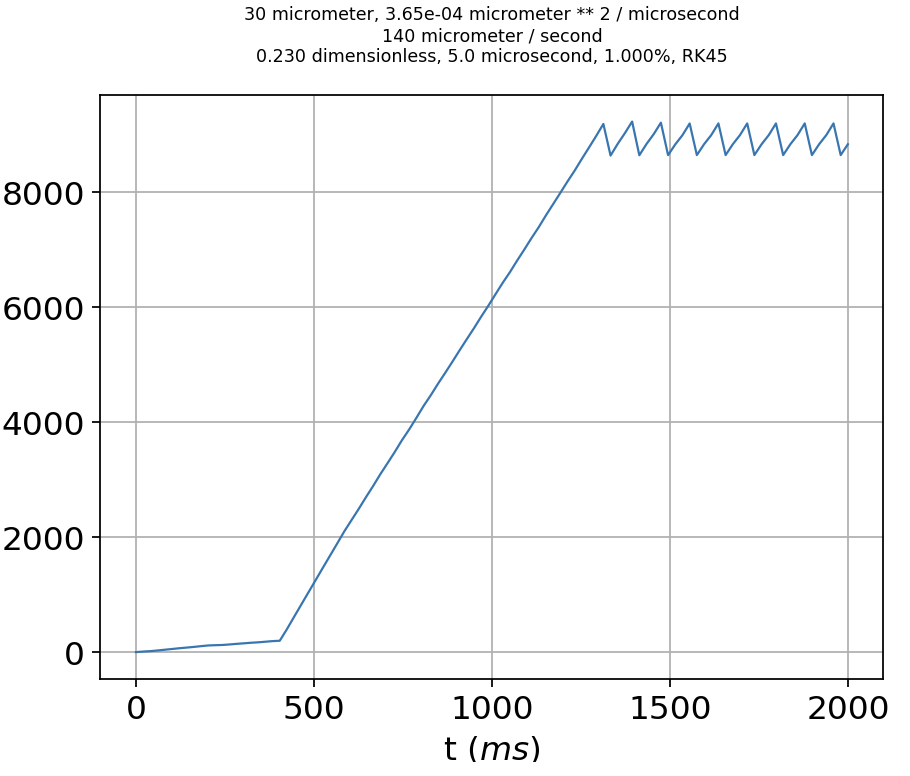 30 micrometer, 3.65e-04 micrometer ** 2 / microsecond
140 micrometer / second
0.230 dimensionless, 5.0 microsecond, 1.000%, RK45
8000
6000
4000
2000
0
0 500 1000 1500 2000
t (ms)